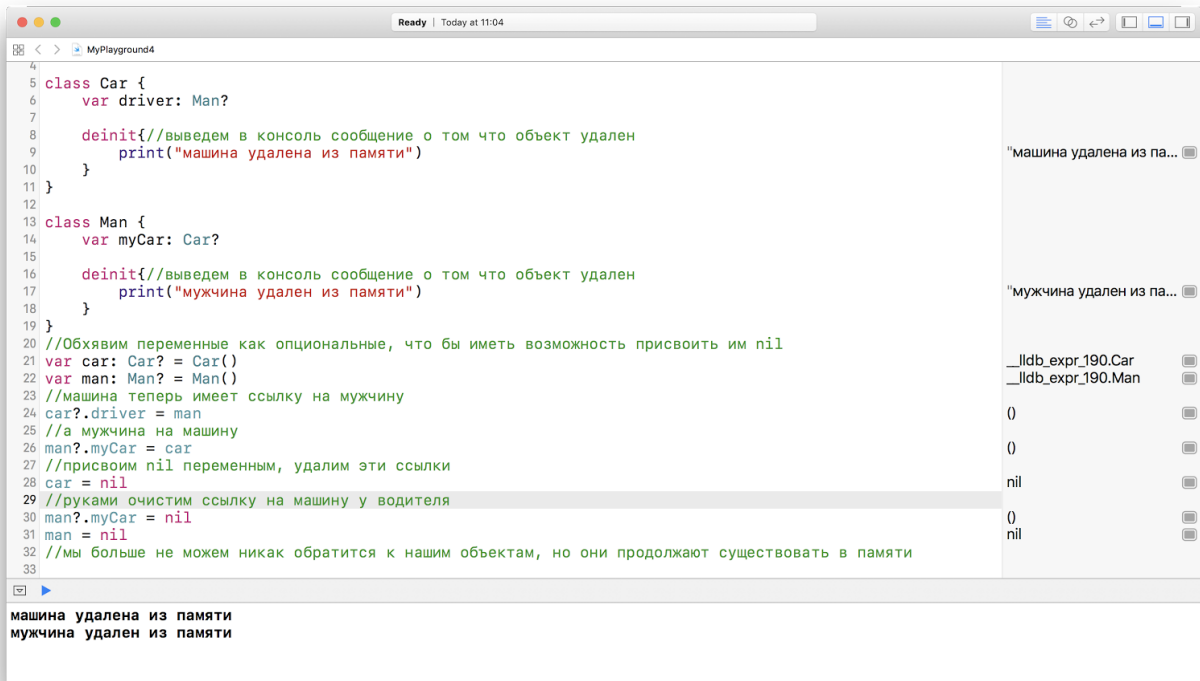 Ready | Today at 11:04
MyPlayground4
4
5 class Car {
6 var driver: Man?
7
8 deinit{//выведем в консоль сообщение о том что объект удален
9 print("машина удалена из памяти") "машина удалена из па...
10 }
11 }
12
13 class Man {
14 var myCar: Car?
15
16 deinit{//выведем в консоль сообщение о том что объект удален
17 print("мужчина удален из памяти") "мужчина удален из па...
18 }
19 }
20 //Обхявим переменные как опциональные, что бы иметь возможность присвоить им nil
21 var car: Car? = Car() __lldb_expr_190.Car
22 var man: Man? = Man() __lldb_expr_190.Man
23 //машина теперь имеет ссылку на мужчину
24 car?.driver = man ()
25 //а мужчина на машину
26 man?.myCar = car ()
27 //присвоим nil переменным, удалим эти ссылки
28 car = nil nil
29 //руками очистим ссылку на машину у водителя
30 man?.myCar = nil ()
31 man = nil nil
32 //мы больше не можем никак обратится к нашим объектам, но они продолжают существовать в памяти
33
машина удалена из памяти
мужчина удален из памяти